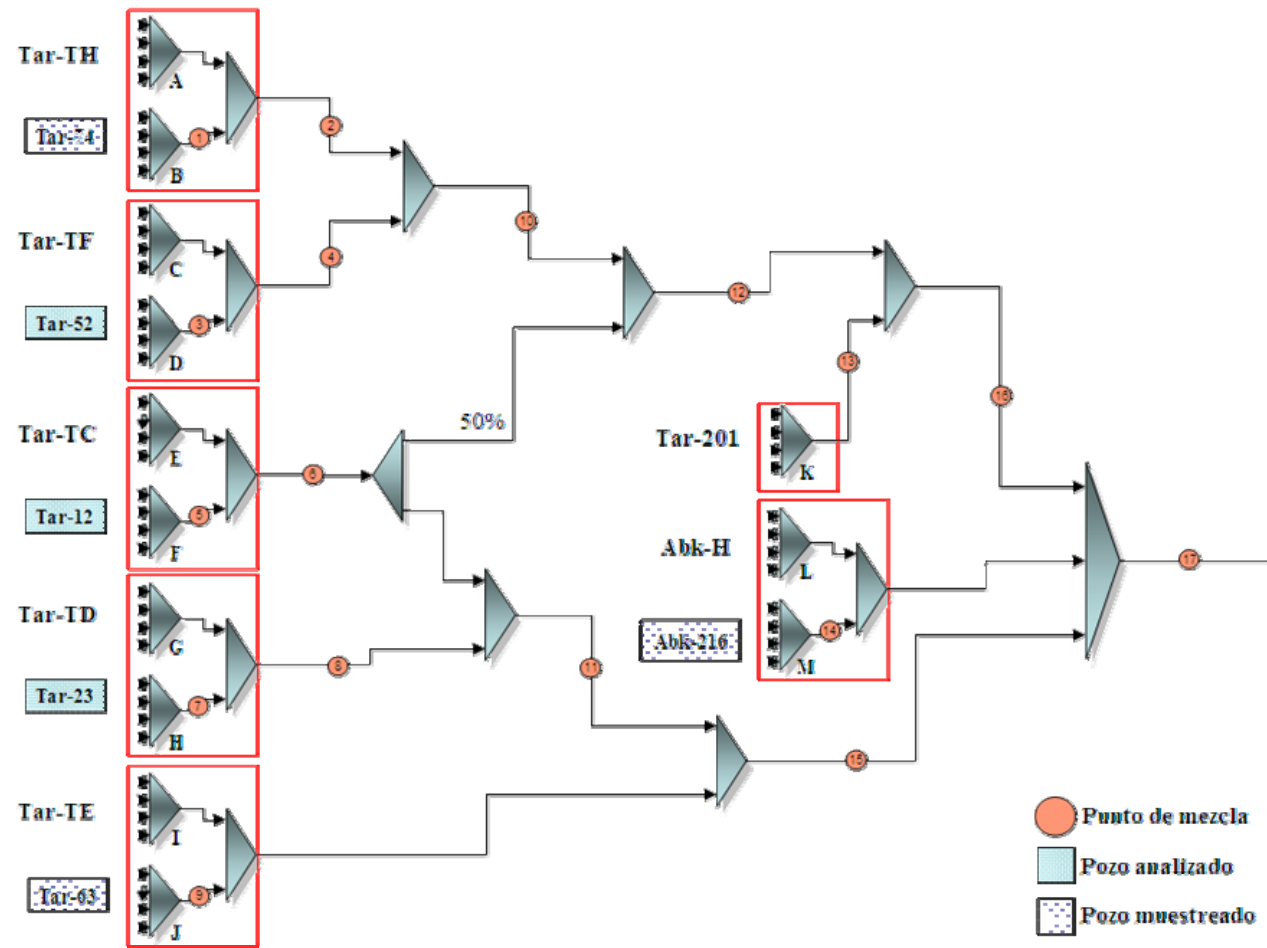 Tar-TH
A
Tar-74
1
B
2
Tar-TF
C
Tar-52
3
D
4
10
12
Tar-TC
E
Tar-12
5
F
6
50%
13
16
Tar-201
K
Abk-H
L
Abk-216
14
M
17
Tar-TD
G
Tar-23
7
H
8
11
15
Tar-TE
I
Tar-63
9
J
Punto de mezcla
Pozo analizado
Pozo muestreado